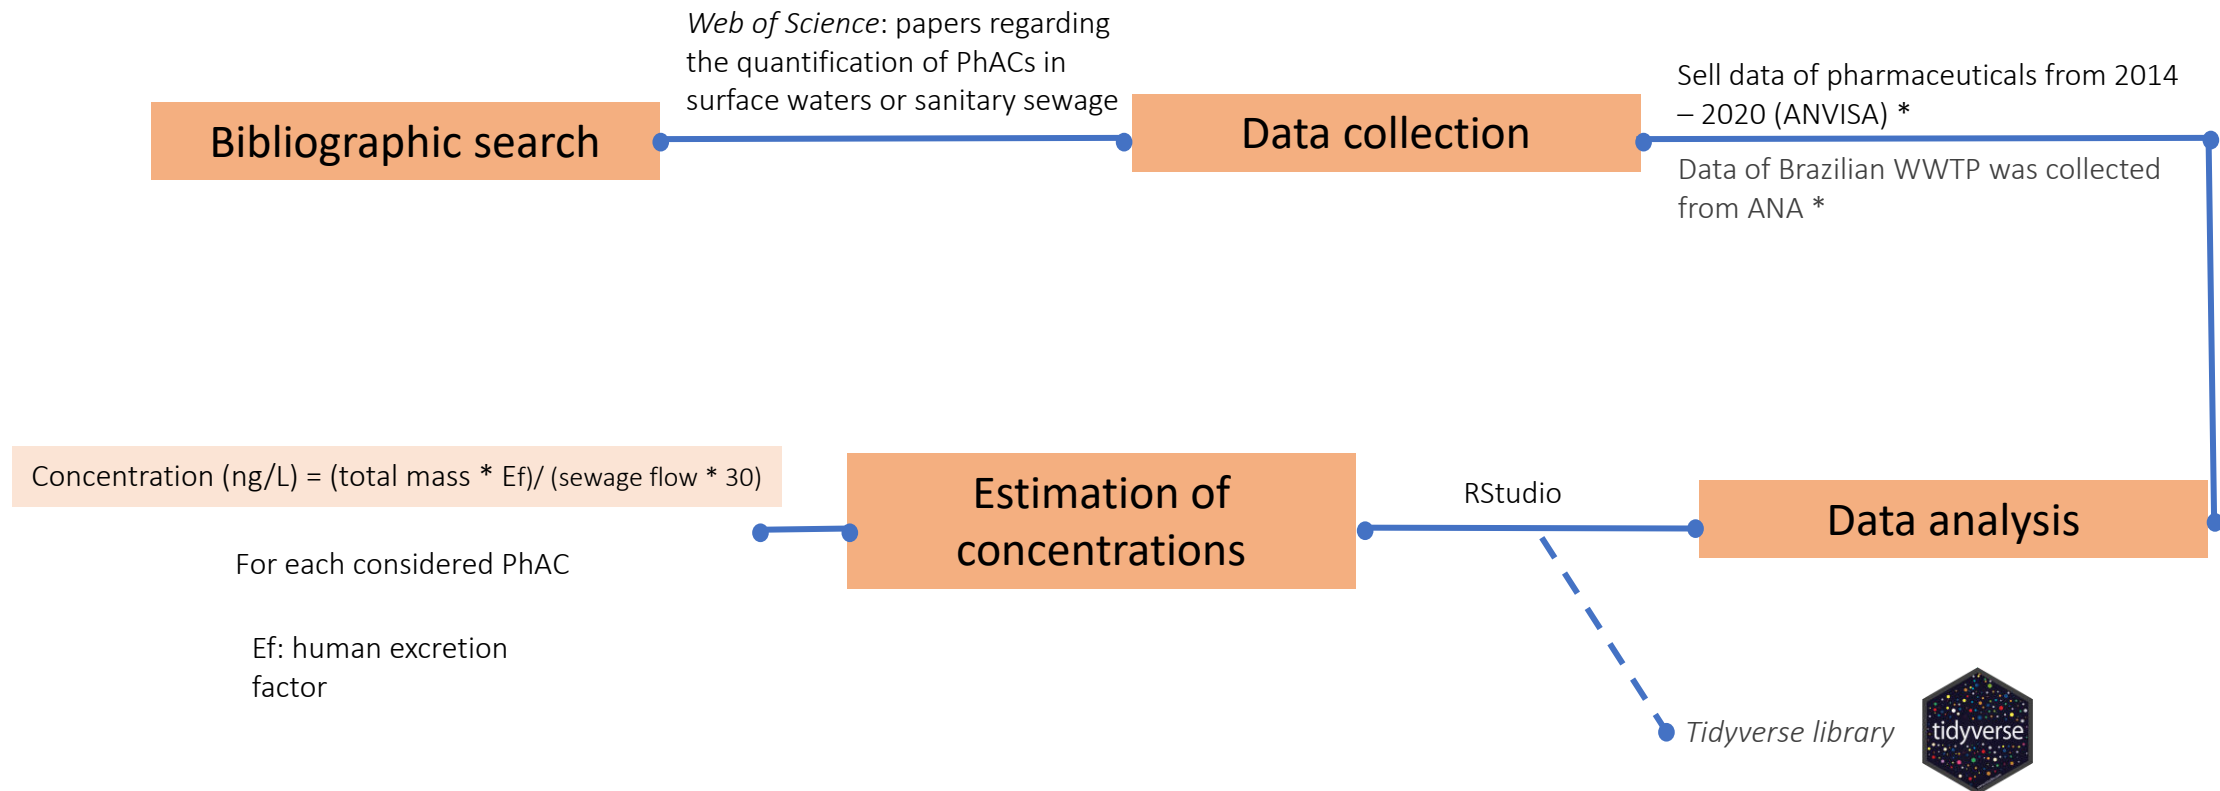 Web of Science: papers regarding
the quantification of PhACs in
surface waters or sanitary sewage
Bibliographic search
Data collection
Sell data of pharmaceuticals from 2014
– 2020 (ANVISA) *
Data of Brazilian WWTP was collected
from ANA *
Concentration (ng/L) = (total mass * Ef)/ (sewage flow * 30)
For each considered PhAC
Ef: human excretion
factor
Estimation of
concentrations
RStudio
Data analysis
Tidyverse library
tidyverse